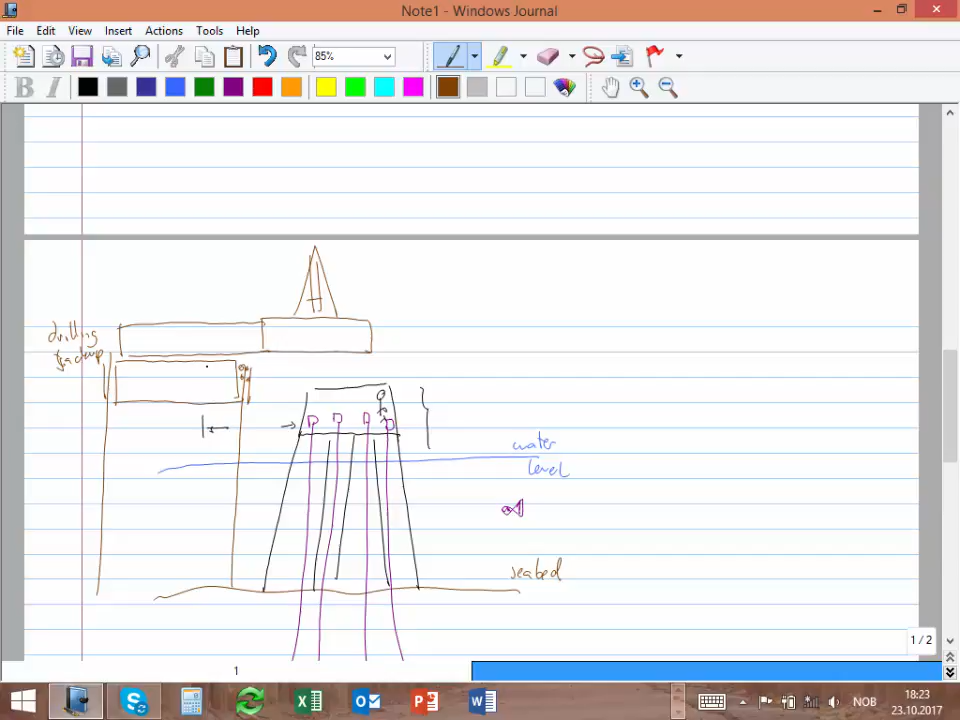 Note1 - Windows Journal
File Edit View Insert Actions Tools Help
85%
B I
drilling
jackup
water
level
seabed
1 / 2
1
NOB
18:23
23.10.2017